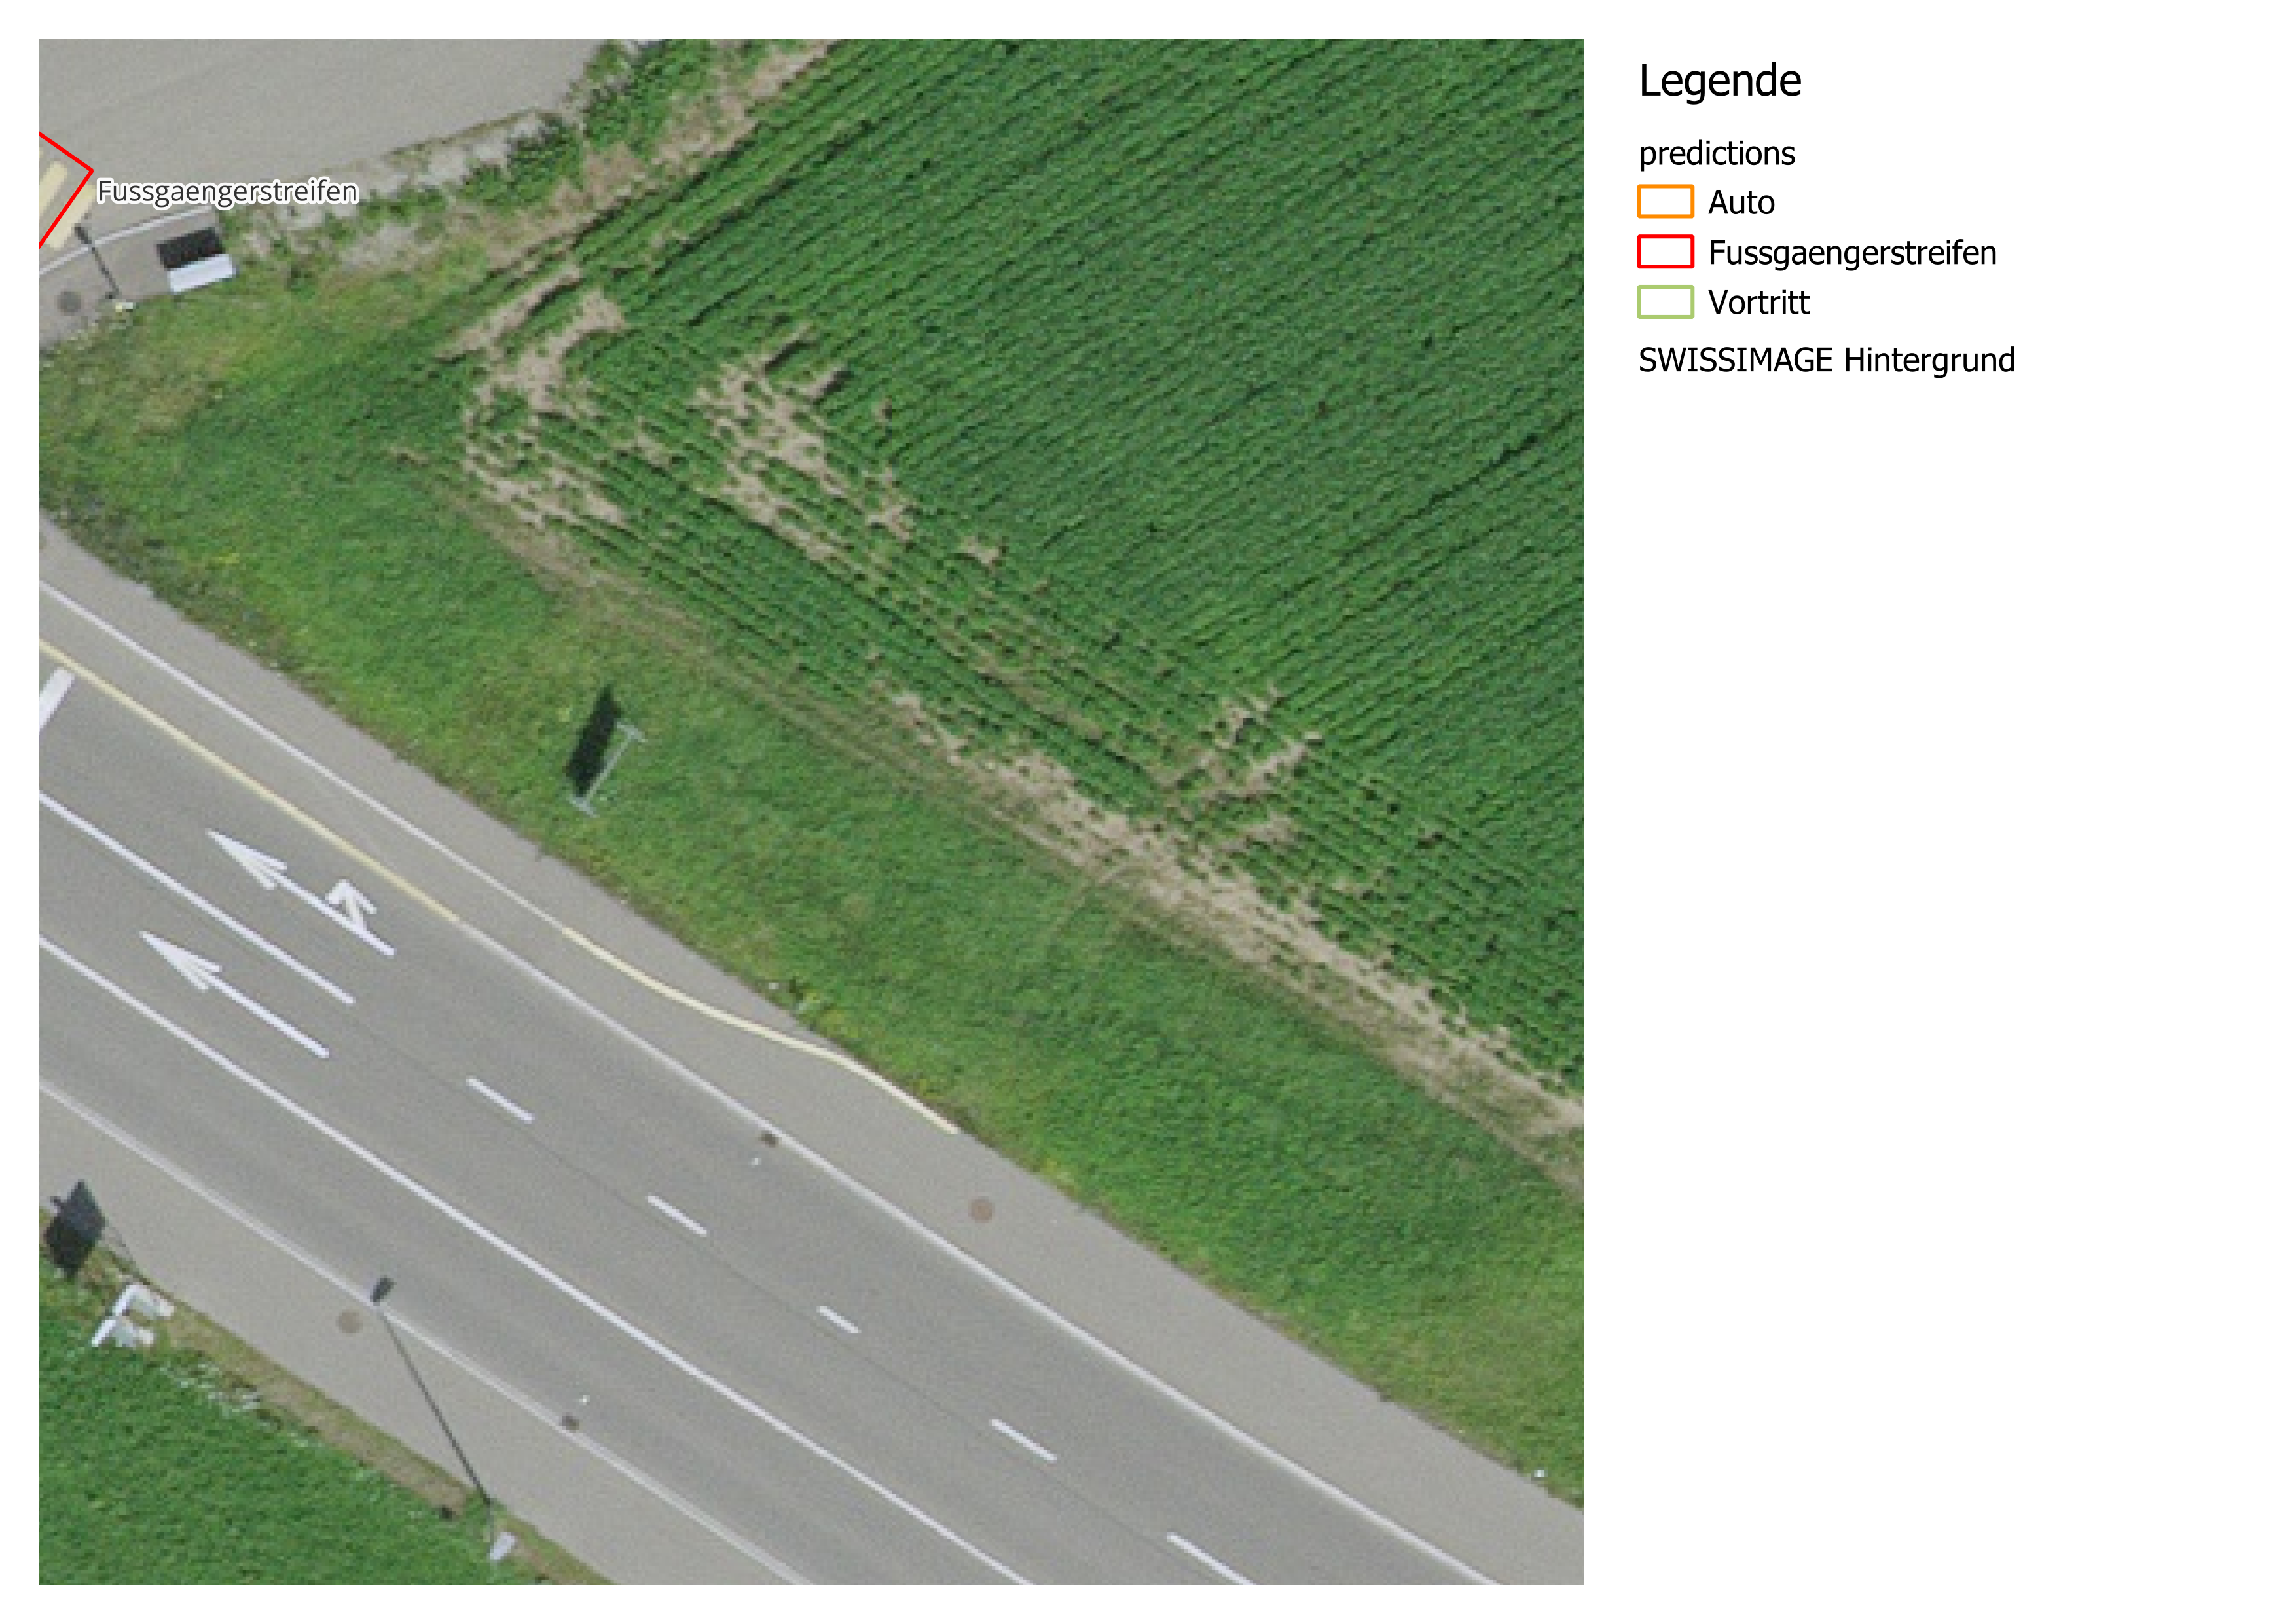 Legende
predictions
Auto
Fussgaengerstreifen
Vortritt
SWISSIMAGE Hintergrund
Fussgaengerstreifen